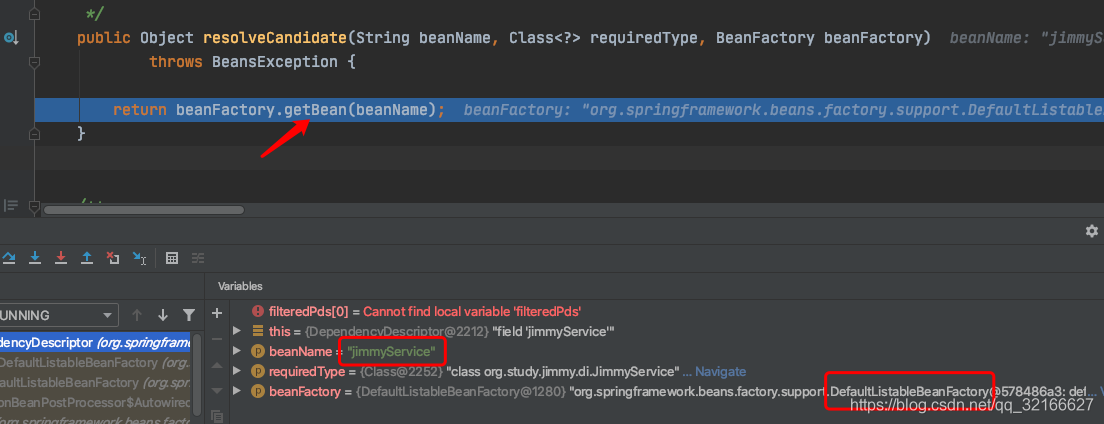 */
public Object resolveCandidate(String beanName, Class<?> requiredType, BeanFactory beanFactory) beanName: "jimmyS
throws BeansException {
return beanFactory.getBean(beanName); beanFactory: "org.springframework.beans.factory.support.DefaultListable
}
/**
Variables
UNNING
filteredPds[0] = Cannot find local variable 'filteredPds'
this = {DependencyDescriptor@2212} "field 'jimmyService'"
dencyDescriptor (org.springframe
beanName = "jimmyService"
DefaultListableBeanFactory (org.
requiredType = {Class@2252} "class org.study.jimmy.di.JimmyService" ... Navigate
aultListableBeanFactory (org.spr
beanFactory = {DefaultListableBeanFactory@1280} "org.springframework.beans.factory.support.DefaultListableBeanFactory@578486a3: def...
onBeanPostProcessor$Autowired
https://blog.csdn.net/qq_32166627